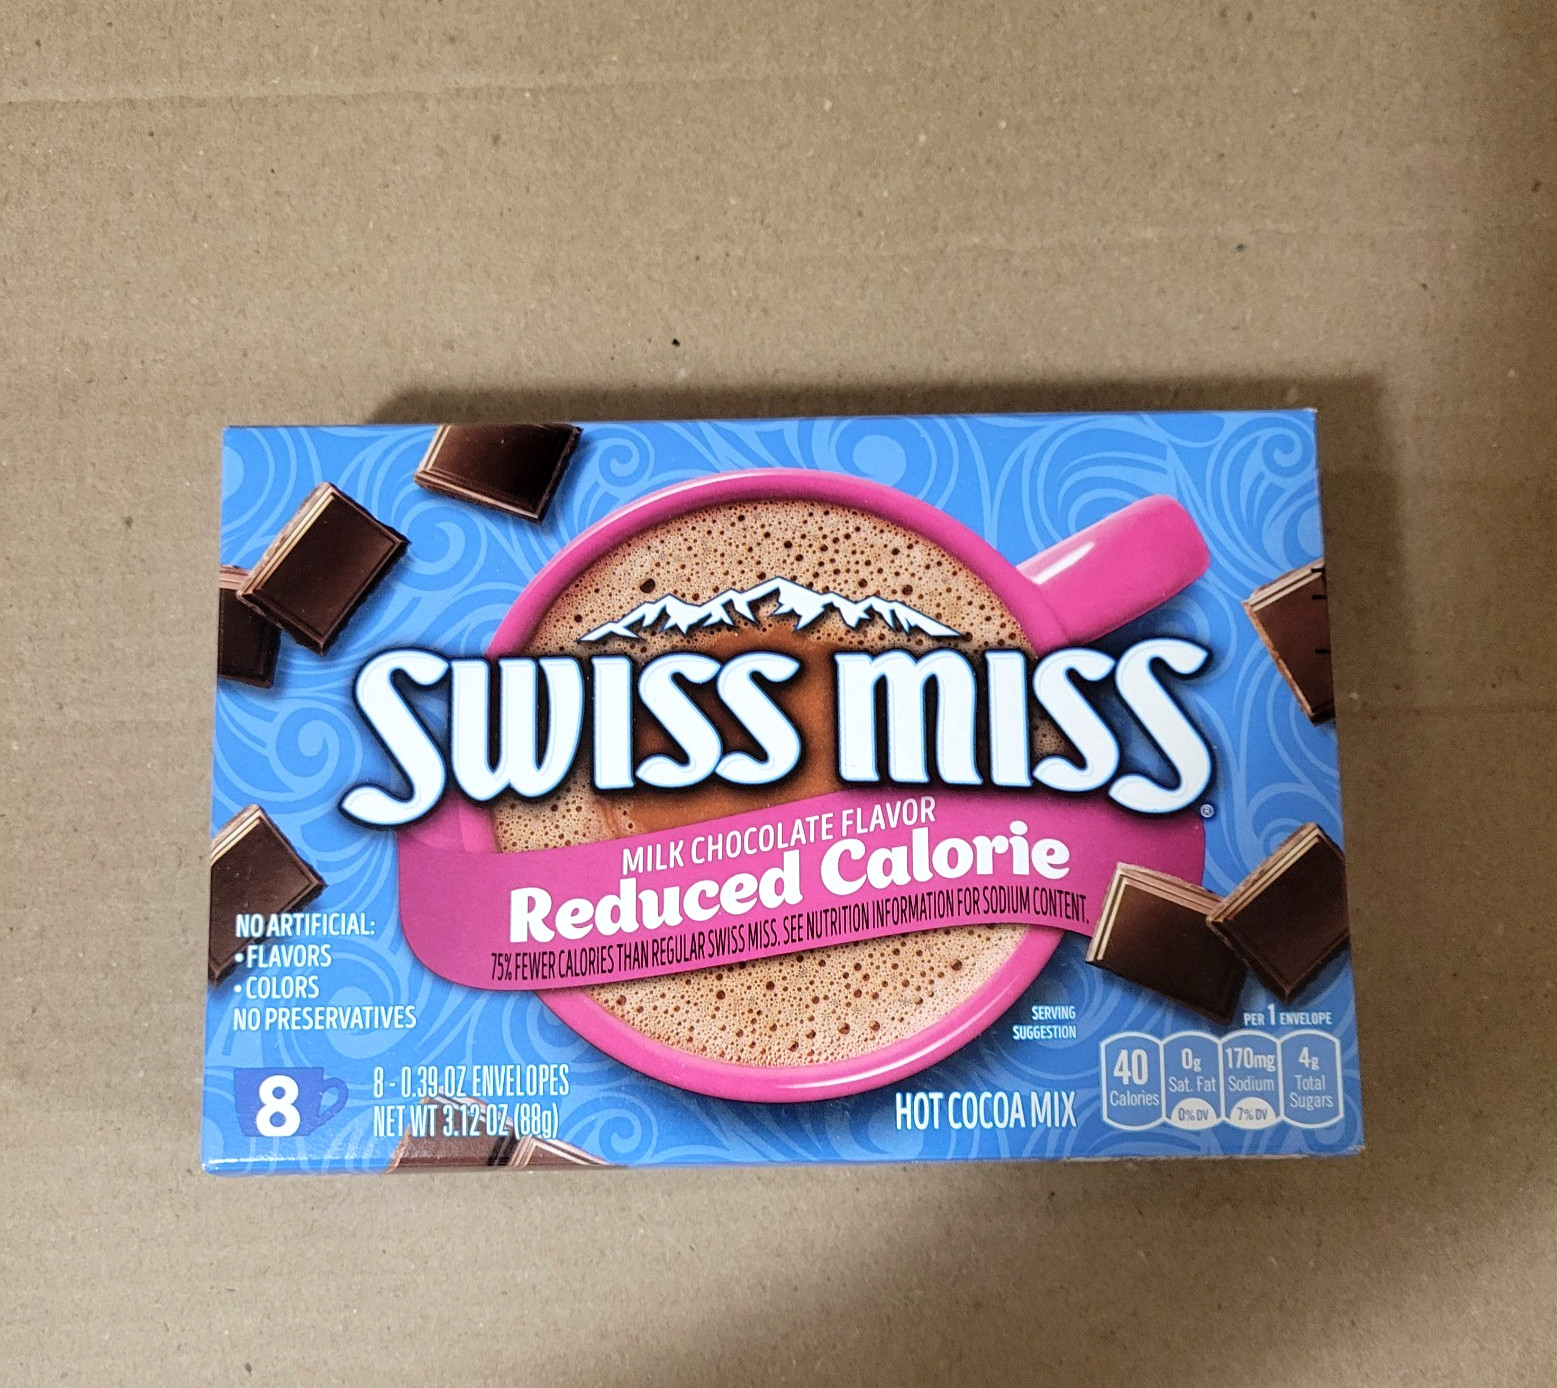 SWISS MISS®
MILK CHOCOLATE FLAVOR
Reduced Calorie
75% FEWER CALORIES THAN REGULAR SWISS MISS. SEE NUTRITION INFORMATION FOR SODIUM CONTENT.
NO ARTIFICIAL:
• FLAVORS
• COLORS
NO PRESERVATIVES
8
8 - 0.39-OZ ENVELOPES
NET WT 3.12 OZ (88g)
SERVING
SUGGESTION
HOT COCOA MIX
PER 1 ENVELOPE
40
Calories
0g
Sat. Fat
0% DV
170mg
Sodium
7% DV
4g
Total
Sugars